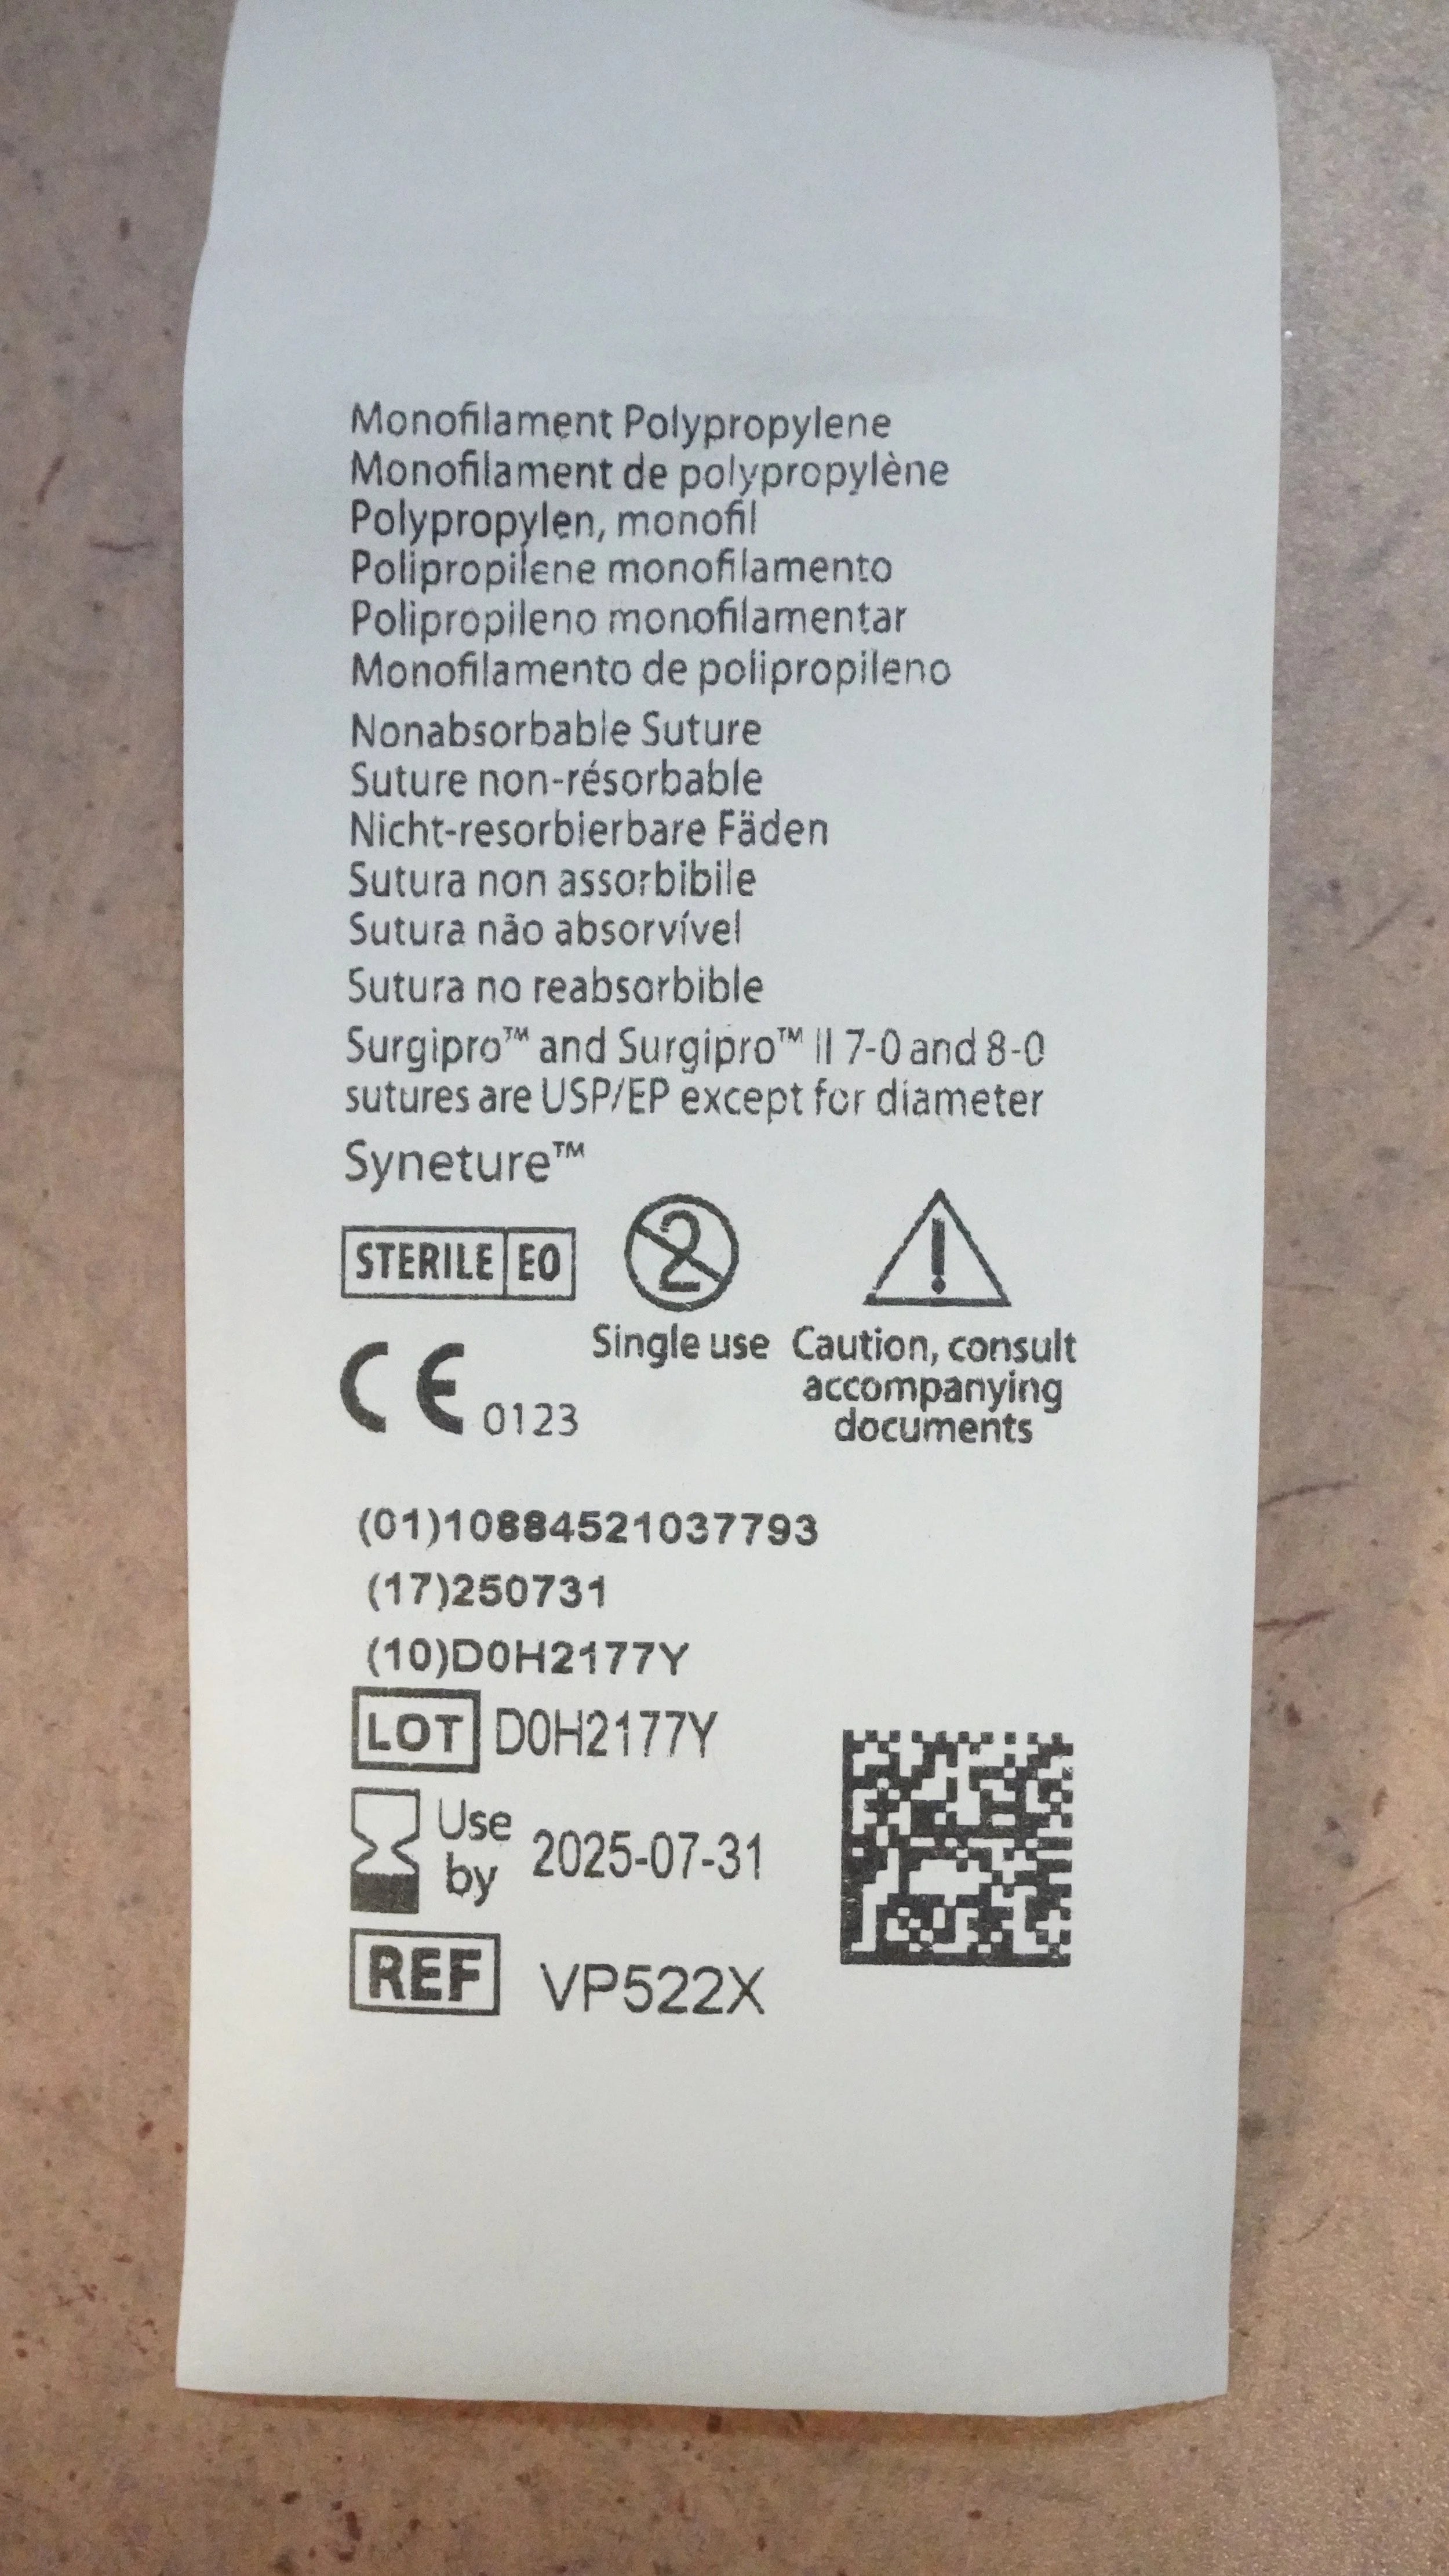 Monofilament Polypropylene
Monofilament de polypropylène
Polypropylen, monofil
Polipropilene monofilamento
Polipropileno monofilamentar
Monofilamento de polipropileno
Nonabsorbable Suture
Suture non-résorbable
Nicht-resorbierbare Fäden
Sutura non assorbibile
Sutura não absorvível
Sutura no reabsorbible
Surgipro™ and Surgipro™ II 7-0 and 8-0
sutures are USP/EP except for diameter
Syneture™
STERILE EO
2
Single use
Caution, consult
accompanying
documents
CE 0123
(01)10884521037793
(17)250731
(10)D0H2177Y
LOT D0H2177Y
Use by 2025-07-31
REF VP522X